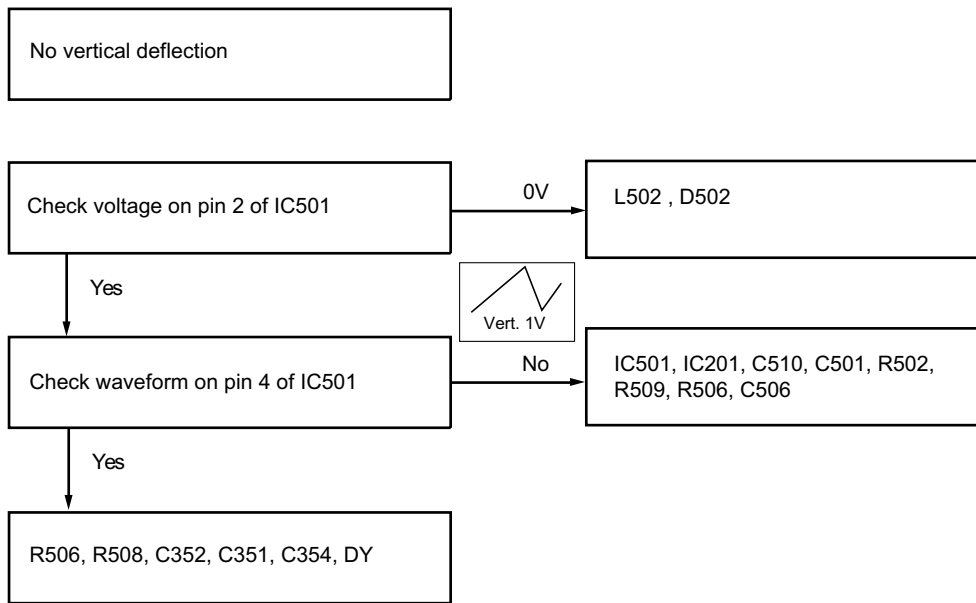 No vertical deflection
Check voltage on pin 2 of IC501
0V
L502 , D502
Yes
Vert. 1V
Check waveform on pin 4 of IC501
No
IC501, IC201, C510, C501, R502,
R509, R506, C506
Yes
R506, R508, C352, C351, C354, DY